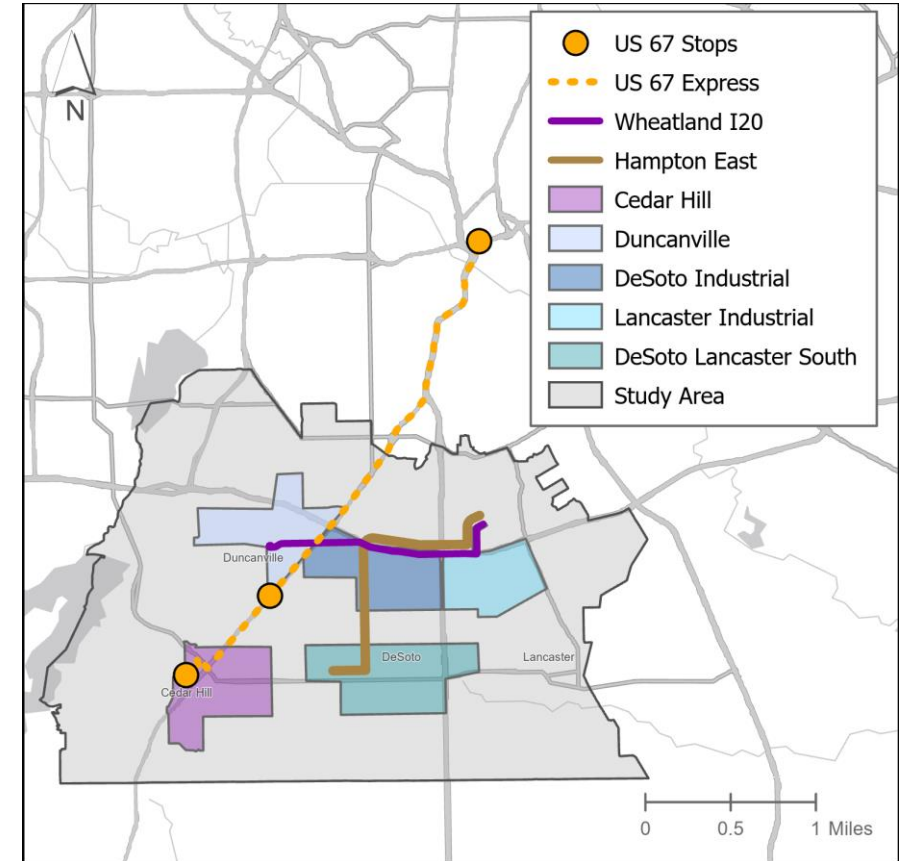 N
US 67 Stops
US 67 Express
Wheatland I20
Hampton East
Cedar Hill
Duncanville
DeSoto Industrial
Lancaster Industrial
DeSoto Lancaster South
Study Area
Duncanville
DeSoto
Lancaster
Cedar Hill
0 0.5 1 Miles